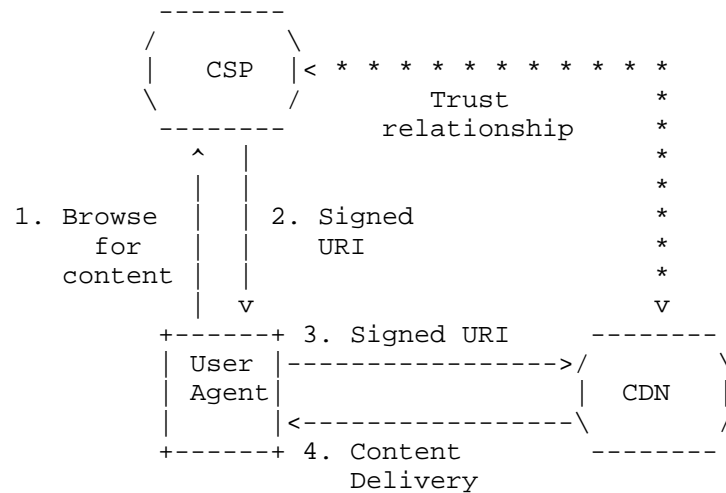 CSP
Trust
relationship
1. Browse
for
content
2. Signed
URI
3. Signed URI
User
Agent
CDN
4. Content
Delivery